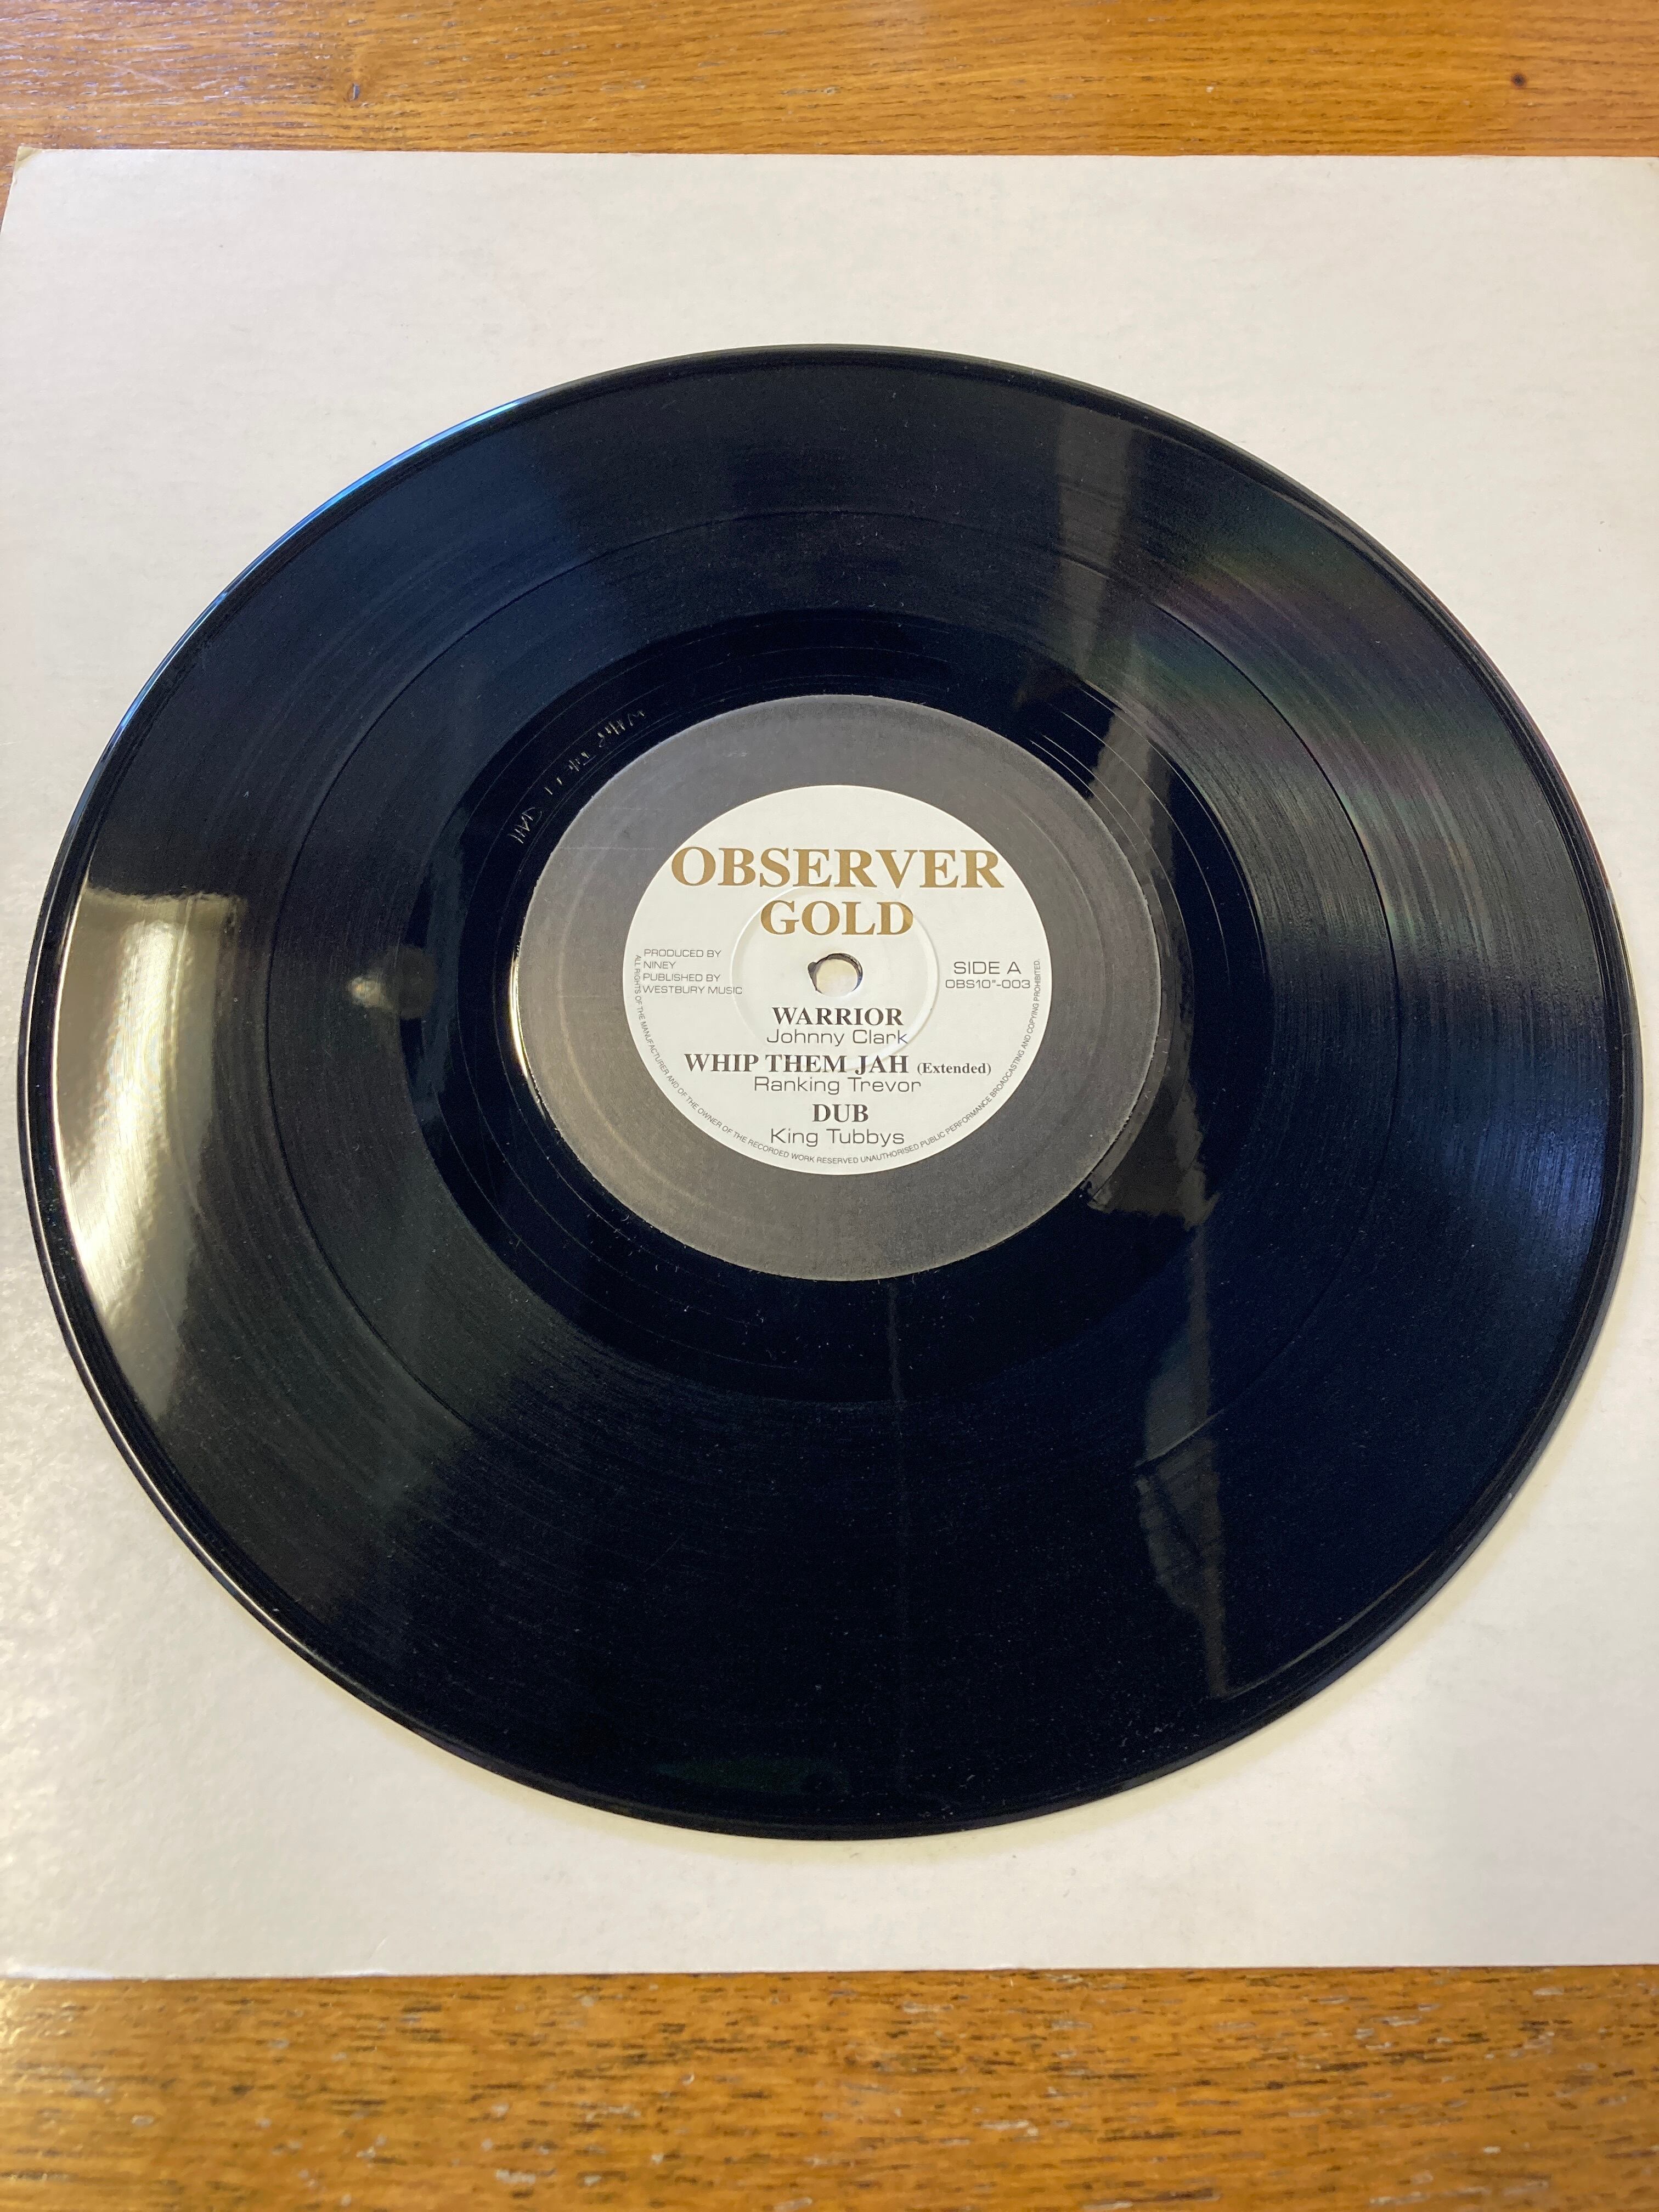 OBSERVER
GOLD
PRODUCED BY
NINEY
PUBLISHED BY
WESTBURY MUSIC
SIDE A
OBS10"-003
WARRIOR
Johnny Clark
WHIP THEM JAH (Extended)
Ranking Trevor
DUB
King Tubbys
ALL RIGHTS OF THE MANUFACTURER AND OF THE OWNER OF THE RECORDED WORK RESERVED UNAUTHORISED PUBLIC PERFORMANCE BROADCASTING AND COPYING PROHIBITED.